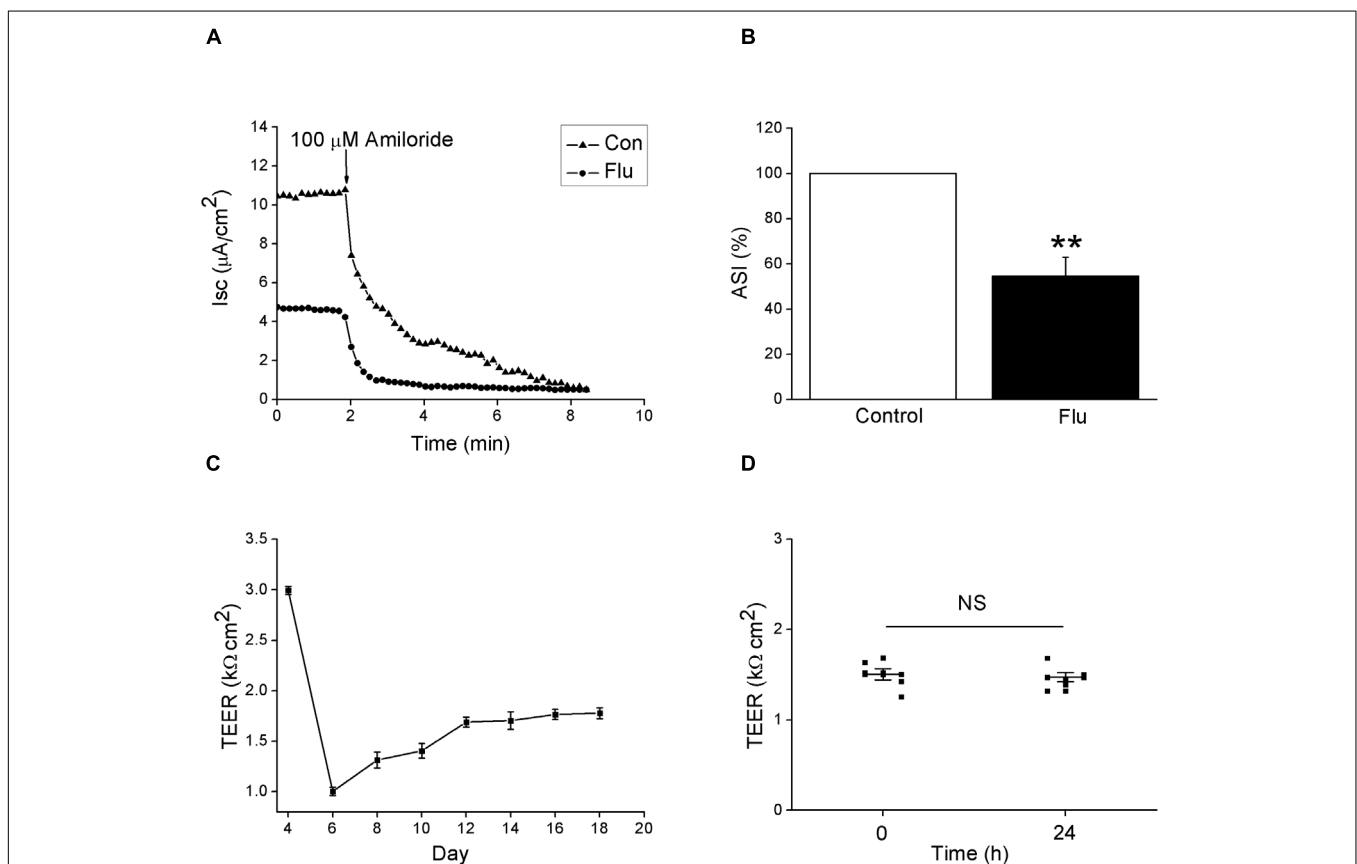 A
14
12
10
8
6
4
2
0
Isc (μA/cm2)
100 μM Amiloride
Con
Flu
0 2 4 6 8 10
Time (min)
B
120
100
80
60
40
20
0
ASI (%)
**
Control Flu
C
3.5
3.0
2.5
2.0
1.5
1.0
TEER (kΩ cm2)
4 6 8 10 12 14 16 18 20
Day
D
3
2
1
0
TEER (kΩ cm2)
NS
0 24
Time (h)